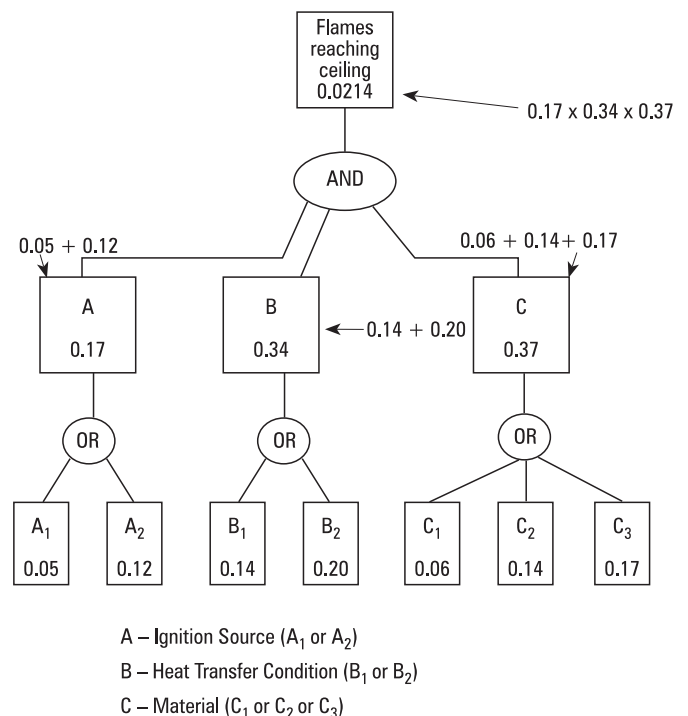 Flames
reaching
ceiling
0.0214
0.17 x 0.34 x 0.37
AND
0.05 + 0.12
0.06 + 0.14 + 0.17
A
0.17
B
0.34
0.14 + 0.20
C
0.37
OR
OR
OR
A₁
0.05
A₂
0.12
B₁
0.14
B₂
0.20
C₁
0.06
C₂
0.14
C₃
0.17
A – Ignition Source (A₁ or A₂)
B – Heat Transfer Condition (B₁ or B₂)
C – Material (C₁ or C₂ or C₃)